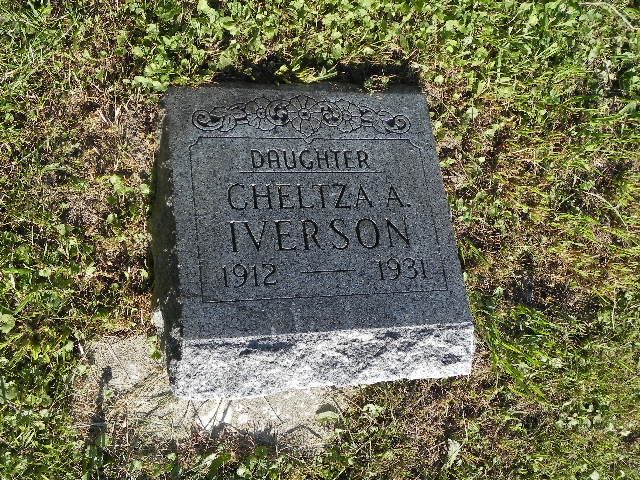 DAUGHTER
CHELTZA A.
IVERSON
1912 — 1931